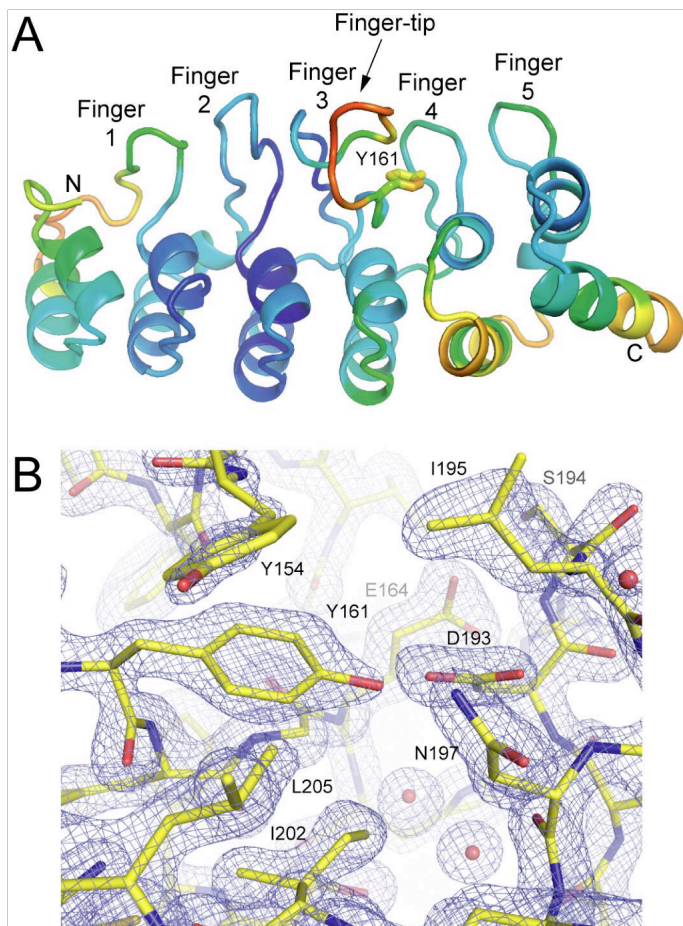 A
Finger-tip
Finger
1
Finger
2
Finger
3
Finger
4
Finger
5
N
Y161
C
B
I195
S194
Y154
E164
Y161
D193
N197
L205
I202